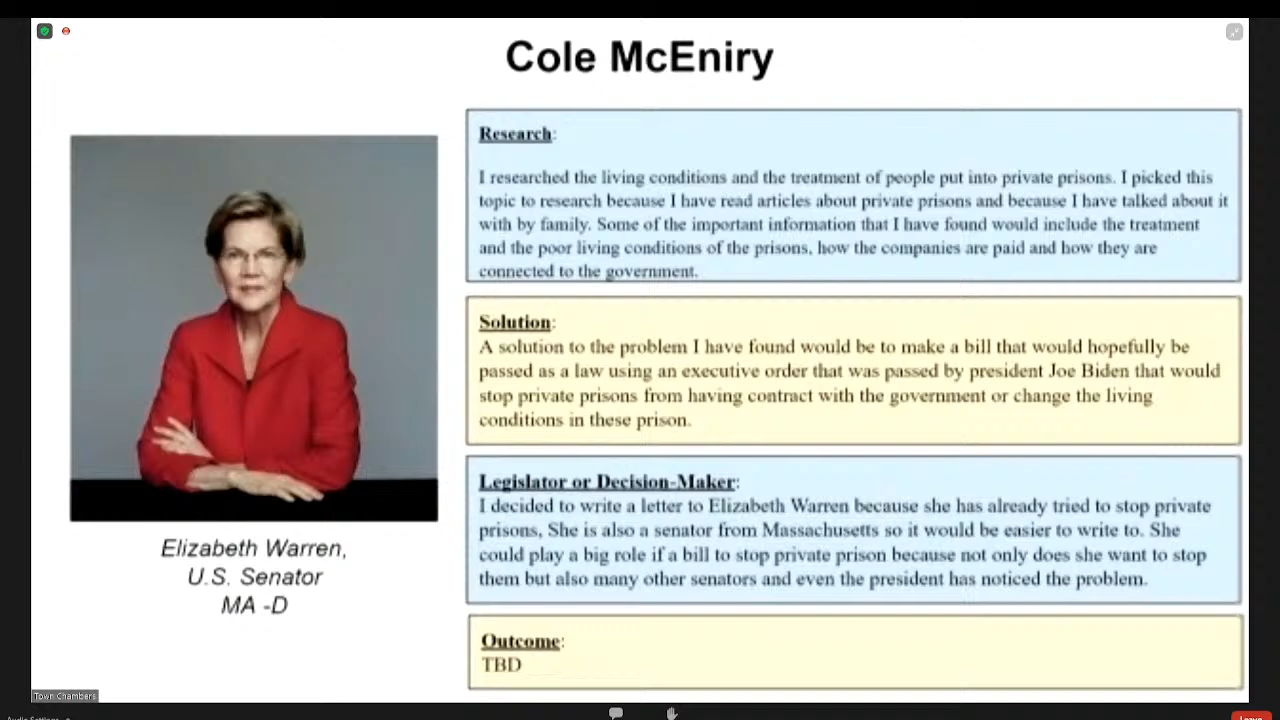 Cole McEniry
Research:
I researched the living conditions and the treatment of people put into private prisons. I picked this
topic to research because I have read articles about private prisons and because I have talked about it
with by family. Some of the important information that I have found would include the treatment
and the poor living conditions of the prisons, how the companies are paid and how they are
connected to the government.
Solution:
A solution to the problem I have found would be to make a bill that would hopefully be
passed as a law using an executive order that was passed by president Joe Biden that would
stop private prisons from having contract with the government or change the living
conditions in these prison.
Legislator or Decision-Maker:
I decided to write a letter to Elizabeth Warren because she has already tried to stop private
prisons, She is also a senator from Massachusetts so it would be easier to write to. She
could play a big role if a bill to stop private prison because not only does she want to stop
them but also many other senators and even the president has noticed the problem.
Outcome:
TBD
Elizabeth Warren,
U.S. Senator
MA -D
Town Chambers
Audio Settings
Leave